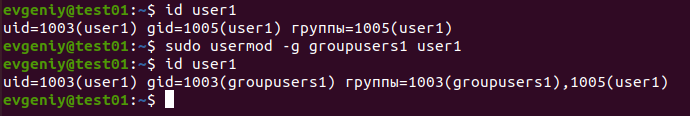 evgeniy@test01:~$ id user1
uid=1003(user1) gid=1005(user1) группы=1005(user1)
evgeniy@test01:~$ sudo usermod -g groupusers1 user1
evgeniy@test01:~$ id user1
uid=1003(user1) gid=1003(groupusers1) группы=1003(groupusers1),1005(user1)
evgeniy@test01:~$